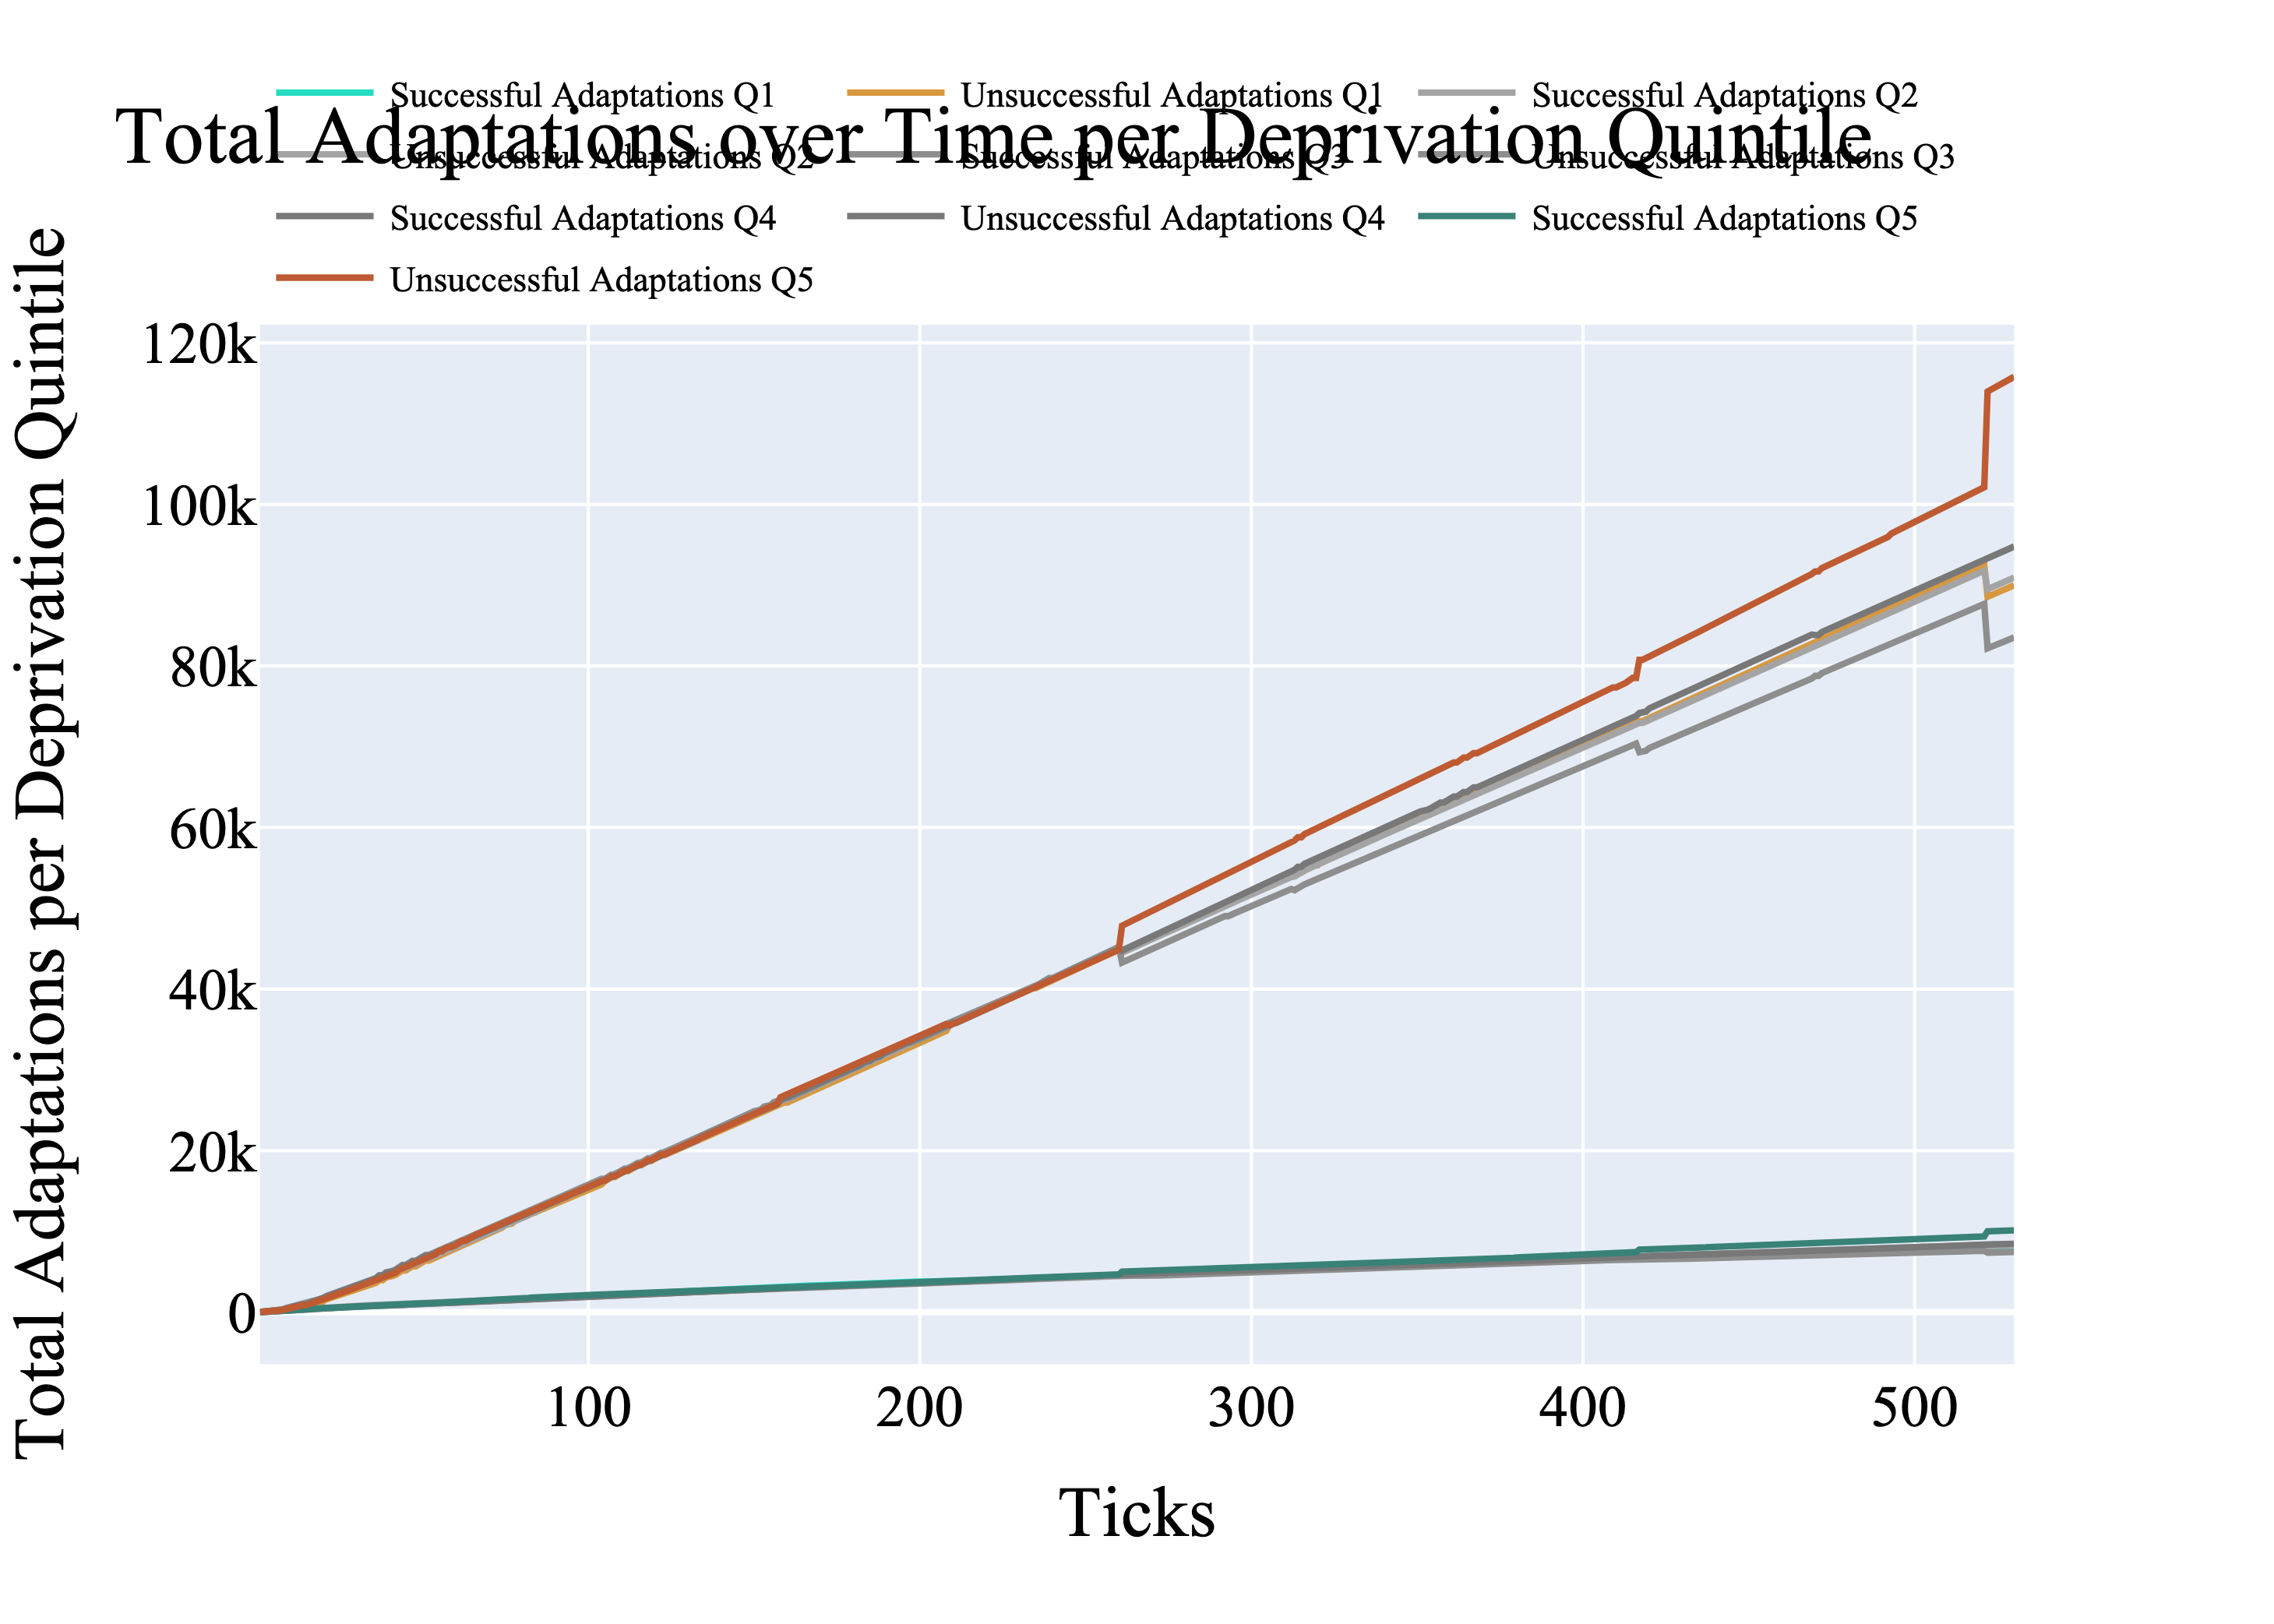 Successful Adaptations Q1 Unsuccessful Adaptations Q1 Successful Adaptations Q2
Total Adaptations over Time per Deprivation Quintile
Unsuccessful Adaptations Q2 Successful Adaptations Q3 Unsuccessful Adaptations Q3
Successful Adaptations Q4 Unsuccessful Adaptations Q4 Successful Adaptations Q5
Unsuccessful Adaptations Q5
Total Adaptations per Deprivation Quintile
120k
100k
80k
60k
40k
20k
0
100 200 300 400 500
Ticks